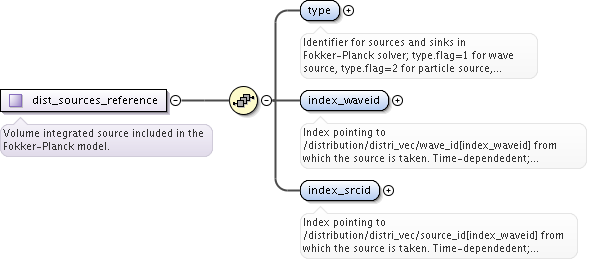 type
Identifier for sources and sinks in
Fokker-Planck solver; type.flag=1 for wave
source, type.flag=2 for particle source,...
dist_sources_reference
Volume integrated source included in the
Fokker-Planck model.
index_waveid
Index pointing to
/distribution/distri_vec/wave_id[index_waveid] from
which the source is taken. Time-dependedent;...
index_srcid
Index pointing to
/distribution/distri_vec/source_id[index_waveid] from
which the source is taken. Time-dependedent;...